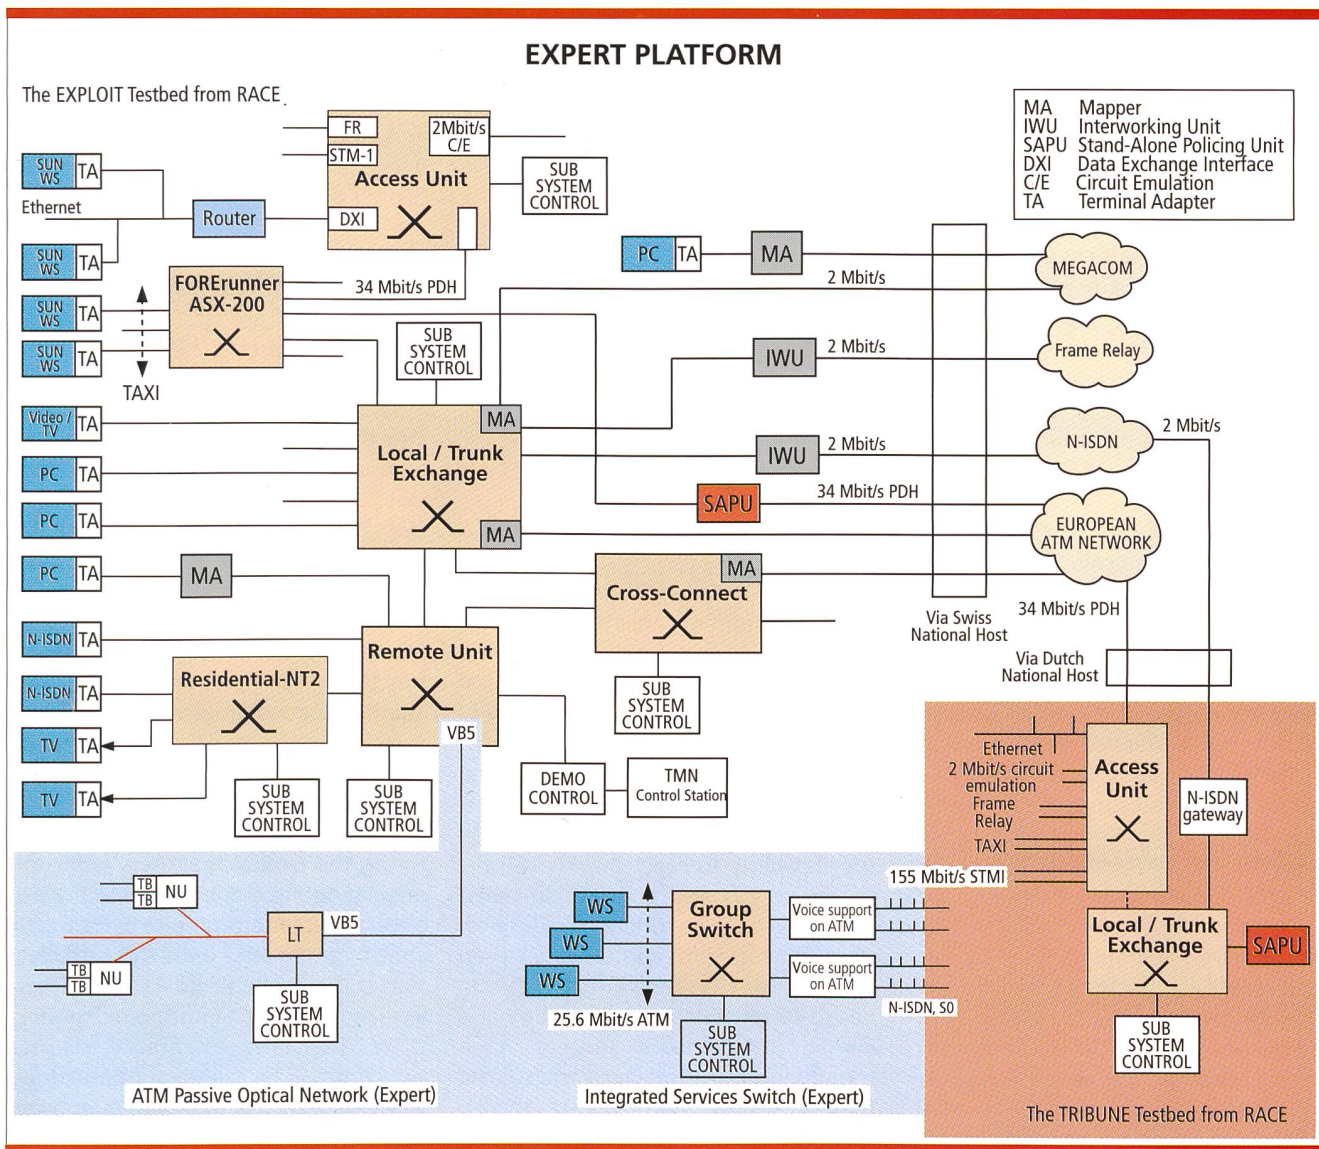 EXPERT PLATFORM
The EXPLOIT Testbed from RACE
MA Mapper
IWU Interworking Unit
SAPU Stand-Alone Policing Unit
DXI Data Exchange Interface
C/E Circuit Emulation
TA Terminal Adapter
FR
2Mbit/s
C/E
STM-1
Access Unit
DXI
SUB
SYSTEM
CONTROL
SUN
WS
TA
Ethernet
Router
SUN
WS
TA
FORErunner
ASX-200
34 Mbit/s PDH
SUN
WS
TA
SUN
WS
TA
TAXI
PC
TA
MA
2 Mbit/s
MEGACOM
SUB
SYSTEM
CONTROL
IWU
2 Mbit/s
Frame Relay
Video /
TV
TA
MA
Local / Trunk
Exchange
MA
IWU
2 Mbit/s
N-ISDN
2 Mbit/s
PC
TA
PC
TA
SAPU
34 Mbit/s PDH
EUROPEAN
ATM NETWORK
PC
TA
MA
MA
Cross-Connect
SUB
SYSTEM
CONTROL
34 Mbit/s PDH
Via Swiss
National Host
Via Dutch
National Host
N-ISDN
TA
Remote Unit
VB5
N-ISDN
TA
Residential-NT2
TV
TA
TV
TA
SUB
SYSTEM
CONTROL
SUB
SYSTEM
CONTROL
DEMO
CONTROL
TMN
Control Station
Ethernet
2 Mbit/s circuit
emulation
Frame
Relay
TAXI
155 Mbit/s STMI
Access
Unit
N-ISDN
gateway
Local / Trunk
Exchange
SAPU
SUB
SYSTEM
CONTROL
The TRIBUNE Testbed from RACE
TB
TB
NU
LT
VB5
TB
TB
NU
SUB
SYSTEM
CONTROL
ATM Passive Optical Network (Expert)
WS
WS
WS
25.6 Mbit/s ATM
Group
Switch
Voice support
on ATM
Voice support
on ATM
N-ISDN, S0
SUB
SYSTEM
CONTROL
Integrated Services Switch (Expert)